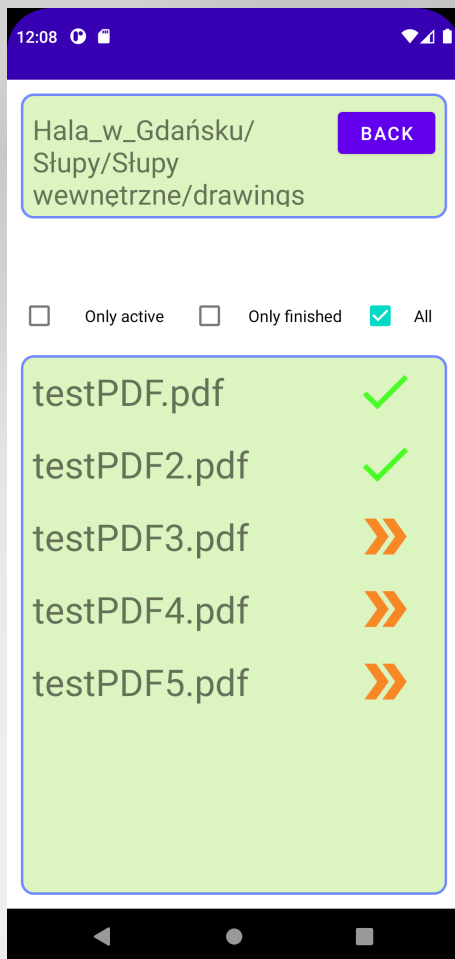 12:08
Hala_w_Gdańsku/
Słupy/Słupy
wewnętrzne/drawings
BACK
Only active
Only finished
All
testPDF.pdf
testPDF2.pdf
testPDF3.pdf
testPDF4.pdf
testPDF5.pdf